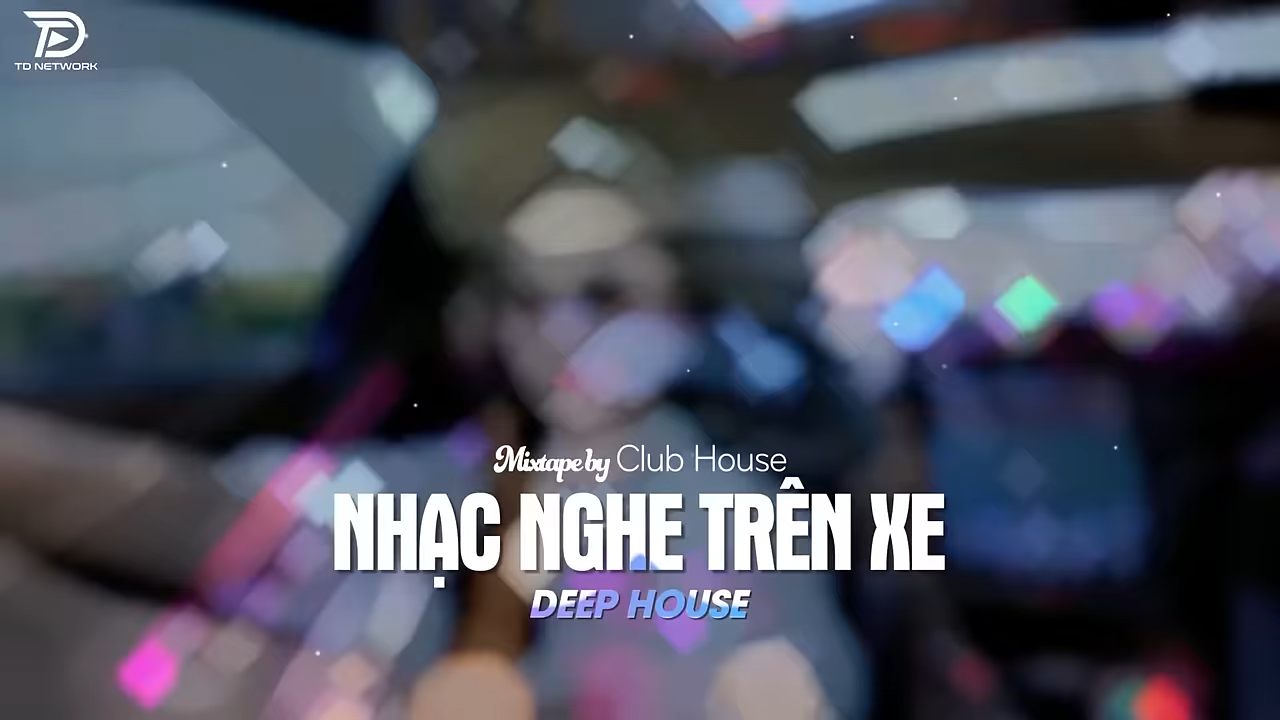 TD NETWORK
Mixtape by Club House
NHẠC NGHE TRÊN XE
DEEP HOUSE